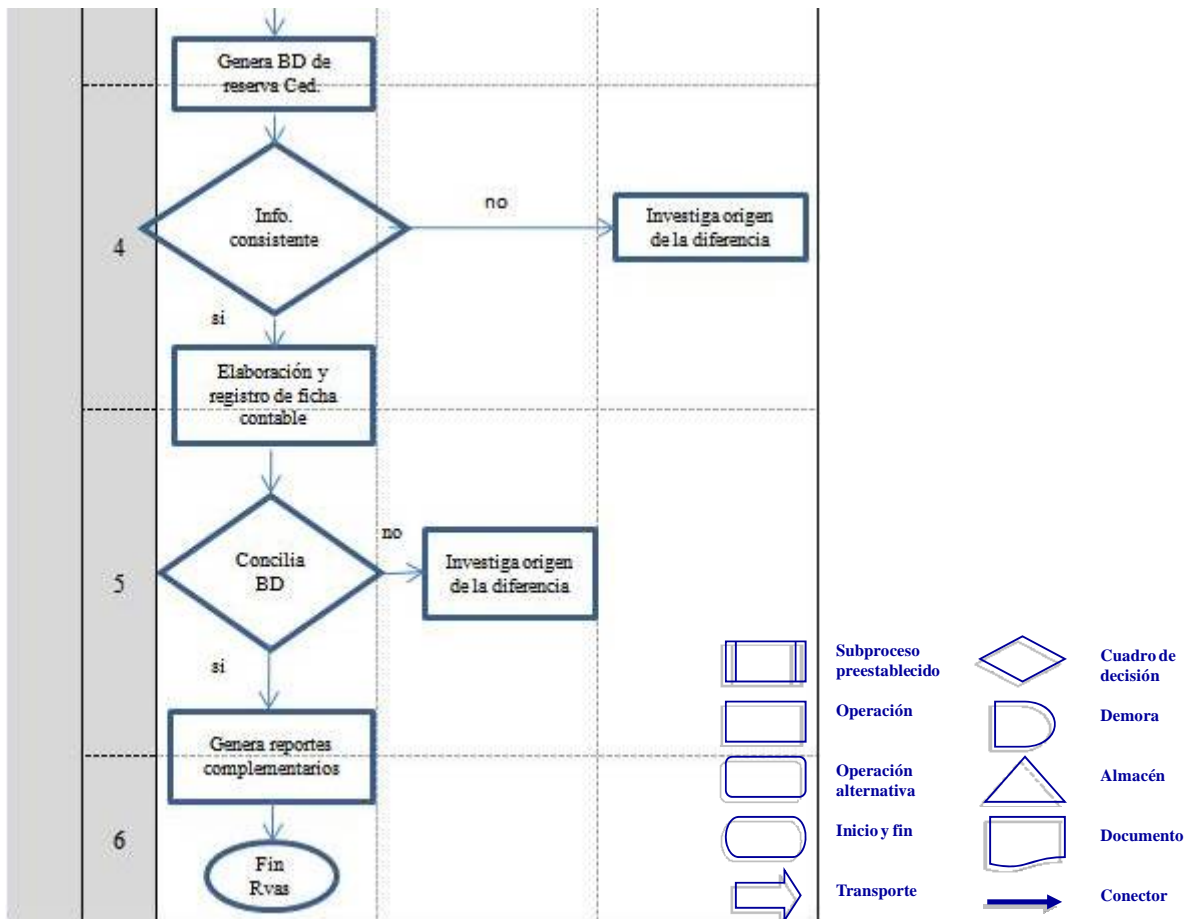 Genera BD de
reserva Ced.
4
Info.
consistente
no
Investiga origen
de la diferencia
si
Elaboración y
registro de ficha
contable
5
Concilia
BD
no
Investiga origen
de la diferencia
si
Genera reportes
complementarios
6
Fin
Rvas
Subproceso
preestablecido
Cuadro de
decisión
Operación
Demora
Operación
alternativa
Almacén
Inicio y fin
Documento
Transporte
Conector